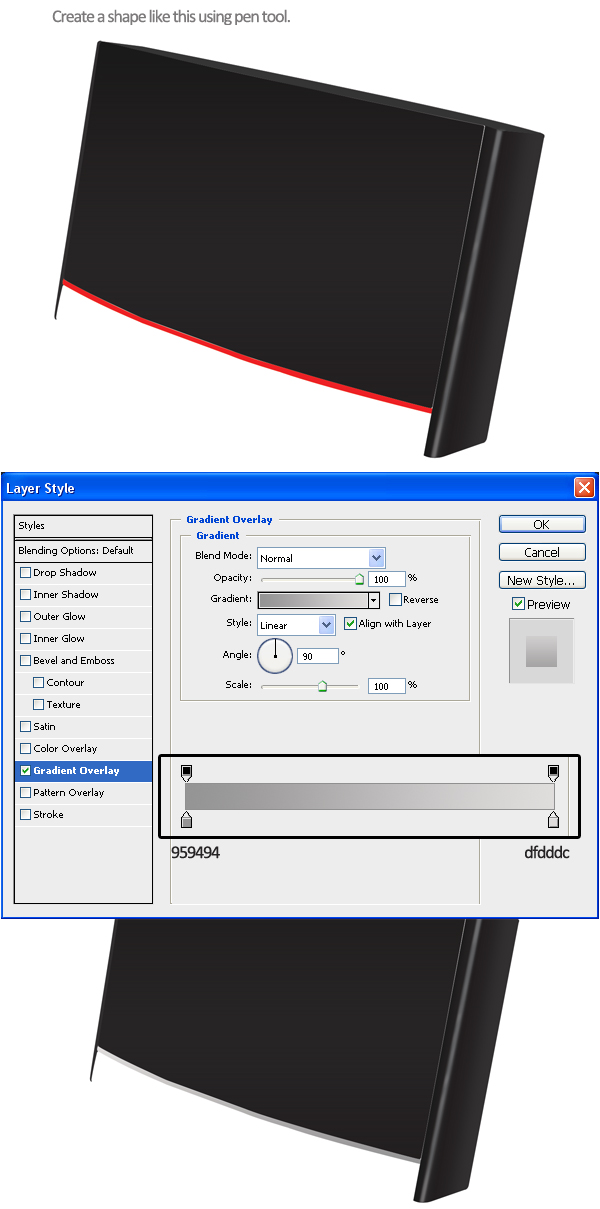 Create a shape like this using pen tool.
Layer Style
Styles
Blending Options: Default
Drop Shadow
Inner Shadow
Outer Glow
Inner Glow
Bevel and Emboss
Contour
Texture
Satin
Color Overlay
Gradient Overlay
Pattern Overlay
Stroke
Gradient Overlay
Gradient
Blend Mode: Normal
Opacity: 100 %
Gradient: Reverse
Style: Linear Align with Layer
Angle: 90 °
Scale: 100 %
OK
Cancel
New Style...
Preview
959494 dfdddc